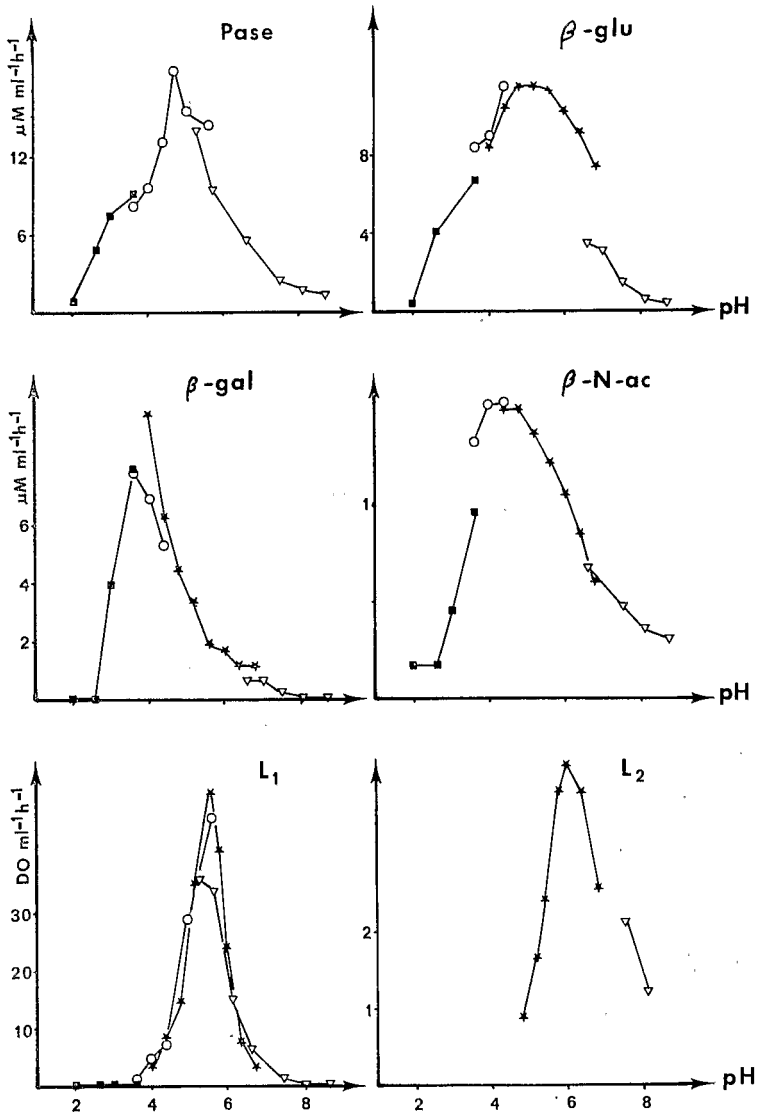 Pase
μM ml⁻¹h⁻¹
12
6
β-glu
8
4
pH
β-gal
μM ml⁻¹h⁻¹
6
4
2
β-N-ac
1
pH
L₁
DO ml⁻¹h⁻¹
30
20
10
2 4 6 8
L₂
2
1
2 4 6 8
pH